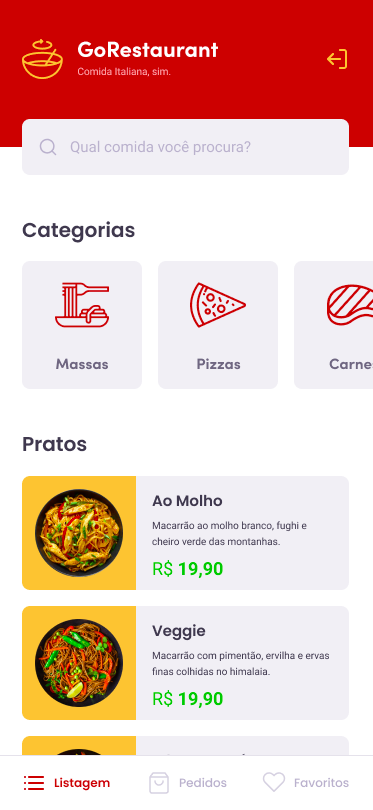 GoRestaurant
Comida Italiana, sim.
Qual comida você procura?
Categorias
Massas
Pizzas
Carne
Pratos
Ao Molho
Macarrão ao molho branco, fughi e
cheiro verde das montanhas.
R$ 19,90
Veggie
Macarrão com pimentão, ervilha e ervas
finas colhidas no himalaia.
R$ 19,90
Listagem
Pedidos
Favoritos